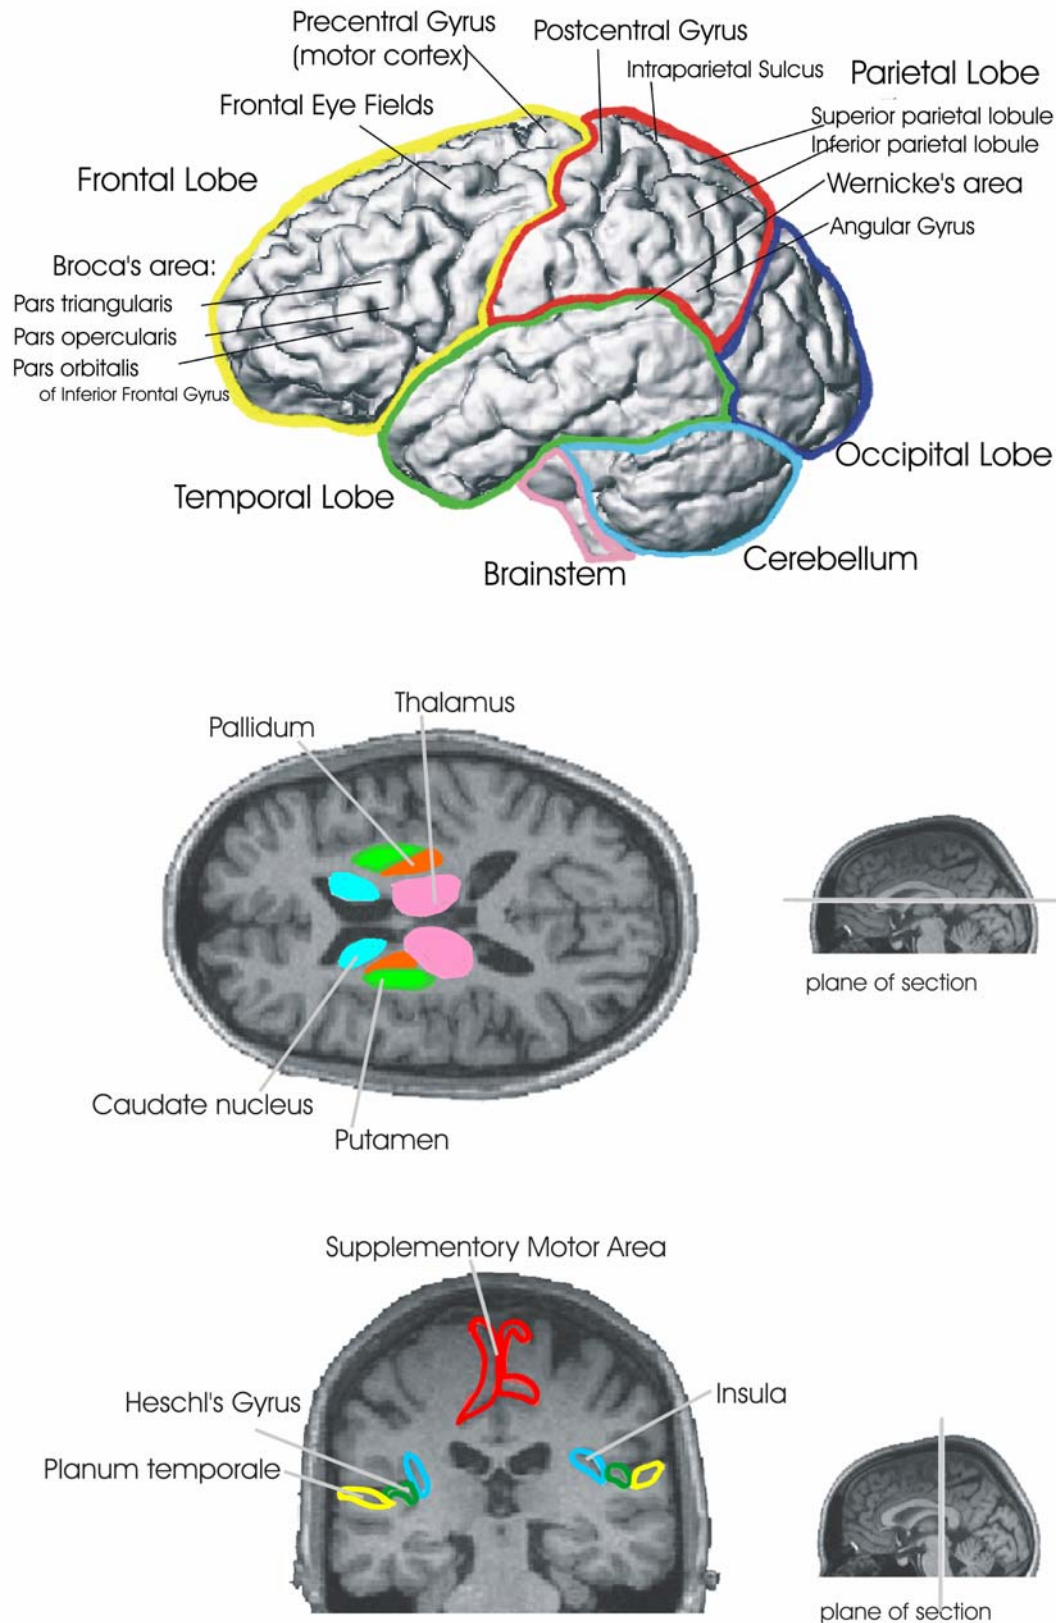 Precentral Gyrus
(motor cortex)
Postcentral Gyrus
Intraparietal Sulcus
Parietal Lobe
Frontal Eye Fields
Superior parietal lobule
Inferior parietal lobule
Frontal Lobe
Wernicke's area
Angular Gyrus
Broca's area:
Pars triangularis
Pars opercularis
Pars orbitalis
of Inferior Frontal Gyrus
Occipital Lobe
Temporal Lobe
Cerebellum
Brainstem
Thalamus
Pallidum
plane of section
Caudate nucleus
Putamen
Supplementory Motor Area
Heschl's Gyrus
Insula
Planum temporale
plane of section